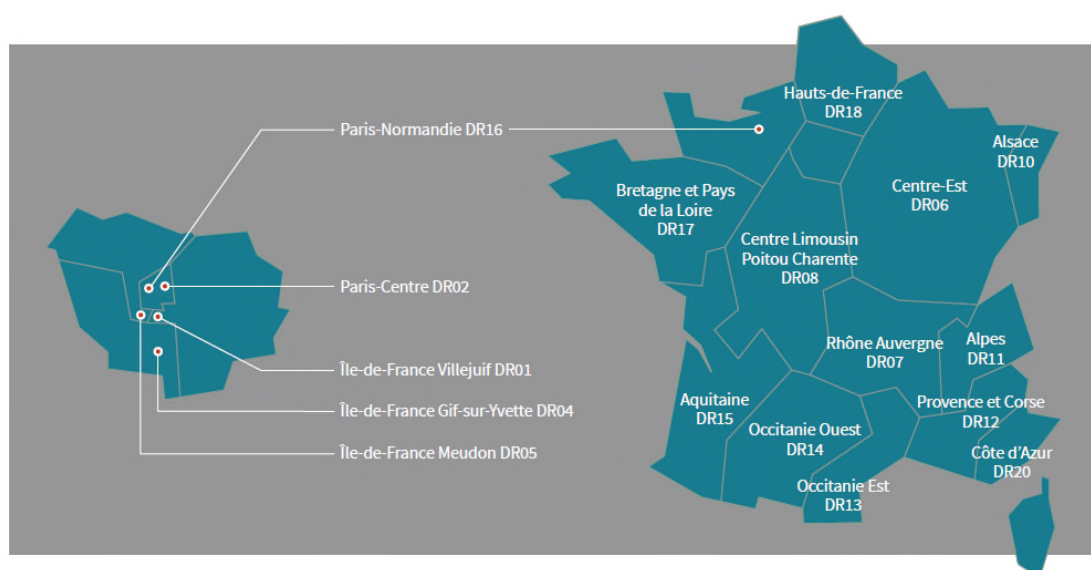 Paris-Normandie DR16
Paris-Centre DR02
Île-de-France Villejuif DR01
Île-de-France Gif-sur-Yvette DR04
Île-de-France Meudon DR05
Hauts-de-France
DR18
Alsace
DR10
Centre-Est
DR06
Bretagne et Pays
de la Loire
DR17
Centre Limousin
Poitou Charente
DR08
Rhône Auvergne
DR07
Alpes
DR11
Aquitaine
DR15
Provence et Corse
DR12
Occitanie Ouest
DR14
Côte d’Azur
DR20
Occitanie Est
DR13